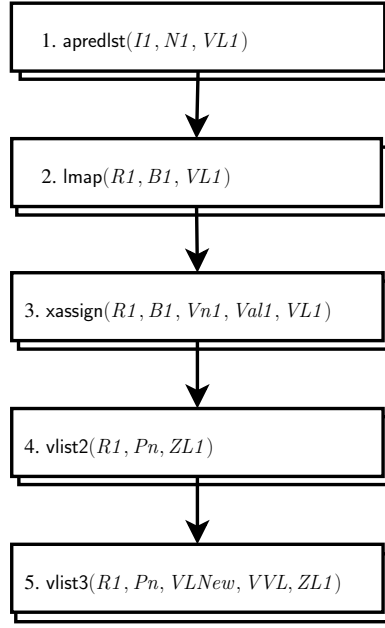 1. apredlst(I1, N1, VL1)
2. lmap(R1, B1, VL1)
3. xassign(R1, B1, Vn1, Val1, VL1)
4. vlist2(R1, Pn, ZL1)
5. vlist3(R1, Pn, VLNew, VVL, ZL1)